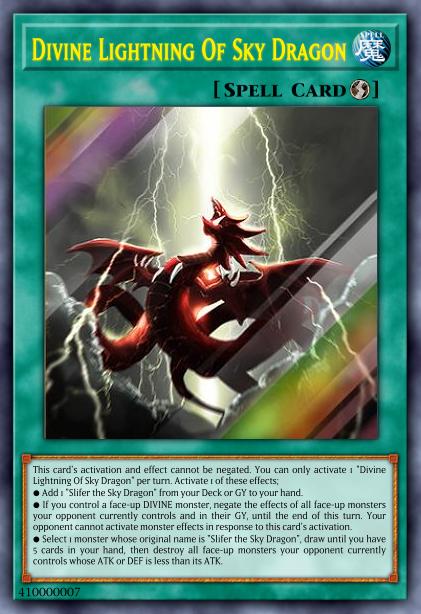 Divine Lightning Of Sky Dragon
SPELL
魔
[Spell Card]
This card's activation and effect cannot be negated. You can only activate 1 "Divine
Lightning Of Sky Dragon" per turn. Activate 1 of these effects;
● Add 1 "Slifer the Sky Dragon" from your Deck or GY to your hand.
● If you control a face-up DIVINE monster, negate the effects of all face-up monsters
your opponent currently controls and in their GY, until the end of this turn. Your
opponent cannot activate monster effects in response to this card's activation.
● Select 1 monster whose original name is "Slifer the Sky Dragon", draw until you have
5 cards in your hand, then destroy all face-up monsters your opponent currently
controls whose ATK or DEF is less than its ATK.
410000007